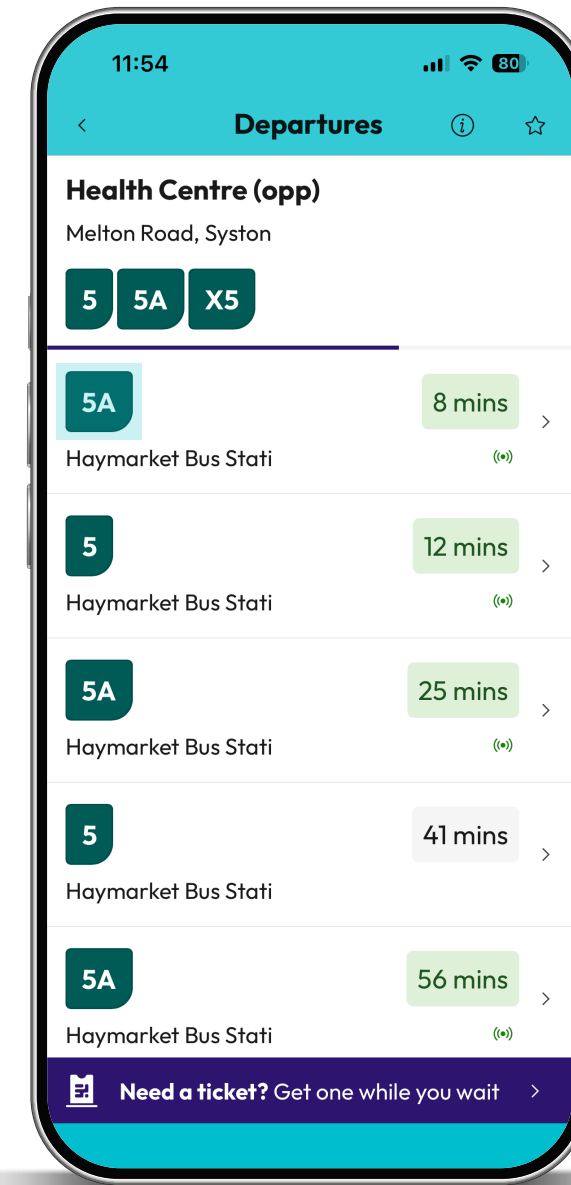 11:54 80
Departures
Health Centre (opp)
Melton Road, Syston
5 5A X5
5A 8 mins
Haymarket Bus Stati
5 12 mins
Haymarket Bus Stati
5A 25 mins
Haymarket Bus Stati
5 41 mins
Haymarket Bus Stati
5A 56 mins
Haymarket Bus Stati
Need a ticket? Get one while you wait